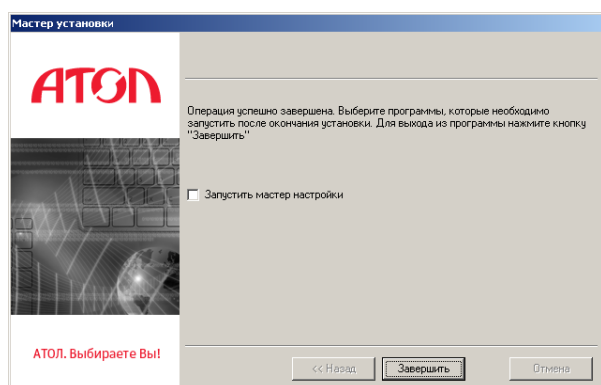 Мастер установки
АТОЛ
Операция успешно завершена. Выберите программы, которые необходимо
запустить после окончания установки. Для выхода из программы нажмите кнопку
"Завершить"
Запустить мастер настройки
АТОЛ. Выбираете Вы!
<< Назад
Завершить
Отмена